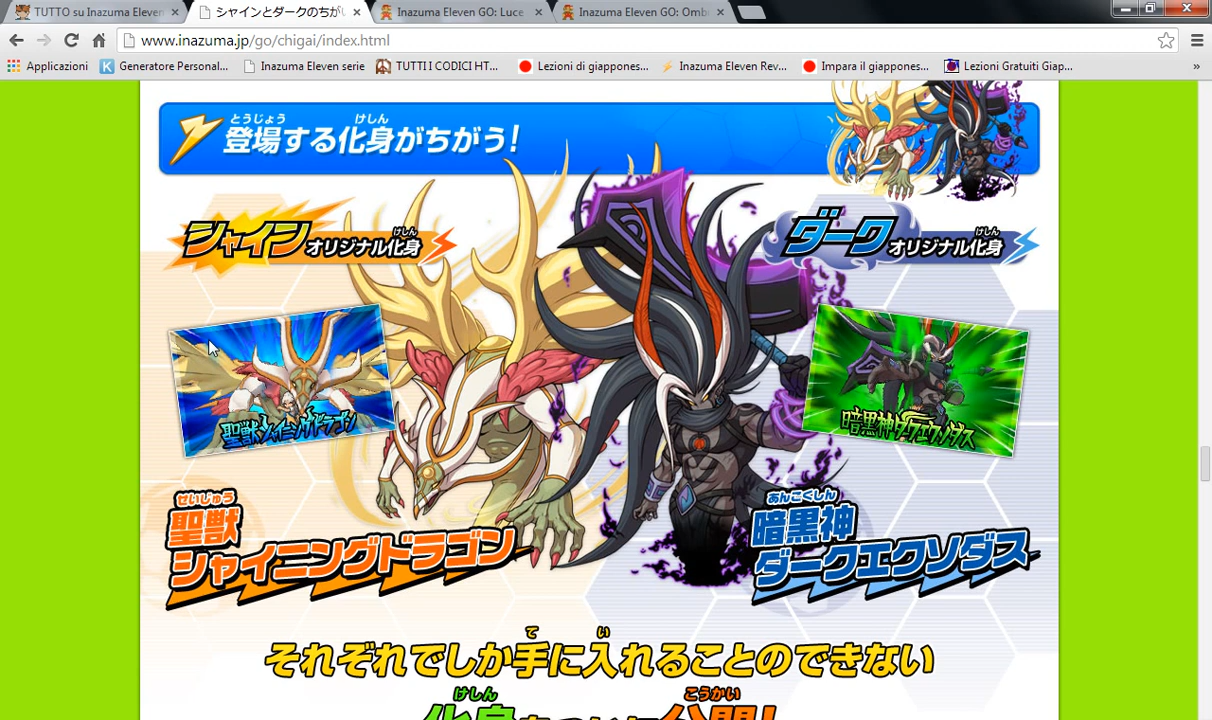 TUTTO su Inazuma Eleven
シャインとダークのちが
Inazuma Eleven GO: Luce
Inazuma Eleven GO: Omb
www.inazuma.jp/go/chigai/index.html
Applicazioni
Generatore Personal...
Inazuma Eleven serie
TUTTI I CODICI HT...
Lezioni di giappones...
Inazuma Eleven Rev...
Impara il giappones...
Lezioni Gratuiti Giap...
»
とうじょう けしん
登場する化身がちがう!
けしん
シャイン オリジナル化身
けしん
ダーク オリジナル化身
聖獣シャイニングドラゴン
暗黒神ダークエクソダス
せいじゅう
聖獣
シャイニングドラゴン
あんこくしん
暗黒神
ダークエクソダス
て い
それぞれでしか手に入れることのできない
けしん こうかい